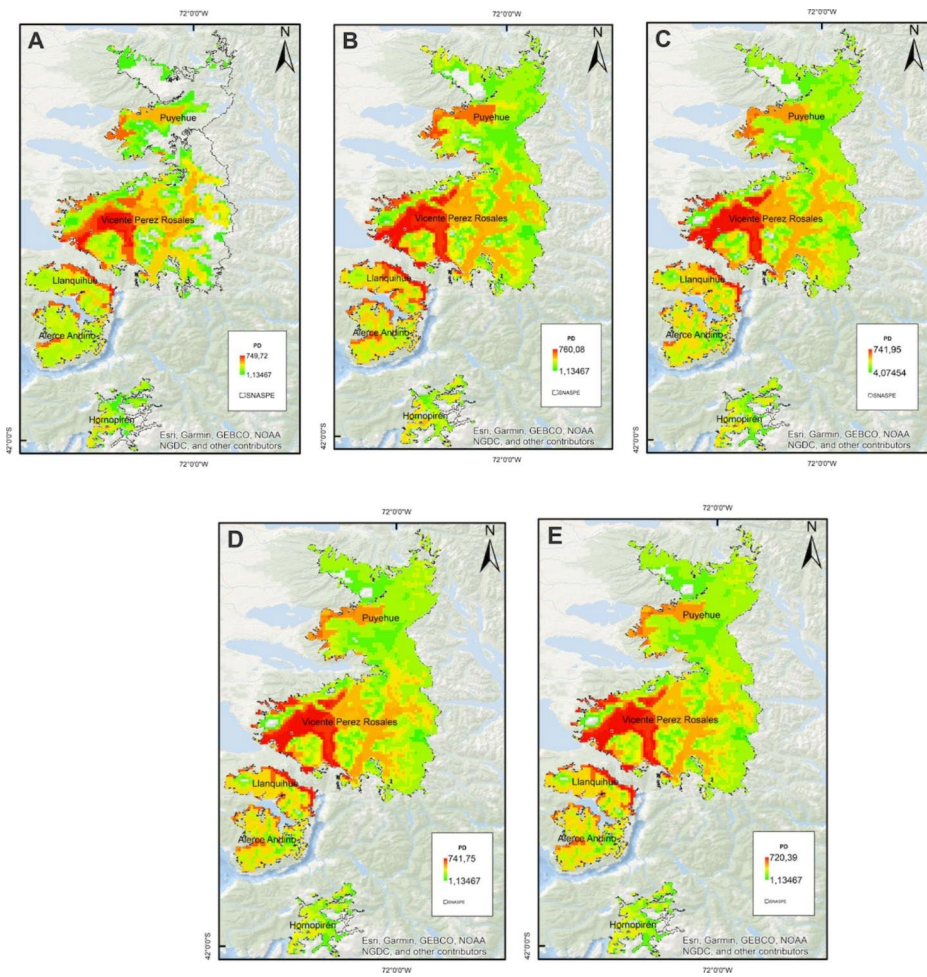 72°0'0"W
72°0'0"W
72°0'0"W
A
N
Puyehue
Vicente Perez Rosales
Llanquihue
Alerce Andino
Hornopirén
PD
749,72
1,13467
SNASPE
Esri, Garmin, GEBCO, NOAA
NGDC, and other contributors
42°0'0"S
72°0'0"W
B
N
Puyehue
Vicente Perez Rosales
Llanquihue
Alerce Andino
Hornopirén
PD
760,08
1,13467
SNASPE
Esri, Garmin, GEBCO, NOAA
NGDC, and other contributors
42°0'0"S
72°0'0"W
C
N
Puyehue
Vicente Perez Rosales
Llanquihue
Alerce Andino
Hornopirén
PD
741,95
4,07454
SNASPE
Esri, Garmin, GEBCO, NOAA
NGDC, and other contributors
42°0'0"S
72°0'0"W
72°0'0"W
72°0'0"W
D
N
Puyehue
Vicente Perez Rosales
Llanquihue
Alerce Andino
Hornopirén
PD
741,75
1,13467
SNASPE
Esri, Garmin, GEBCO, NOAA
NGDC, and other contributors
42°0'0"S
72°0'0"W
E
N
Puyehue
Vicente Perez Rosales
Llanquihue
Alerce Andino
Hornopirén
PD
720,39
1,13467
SNASPE
Esri, Garmin, GEBCO, NOAA
NGDC, and other contributors
42°0'0"S
72°0'0"W